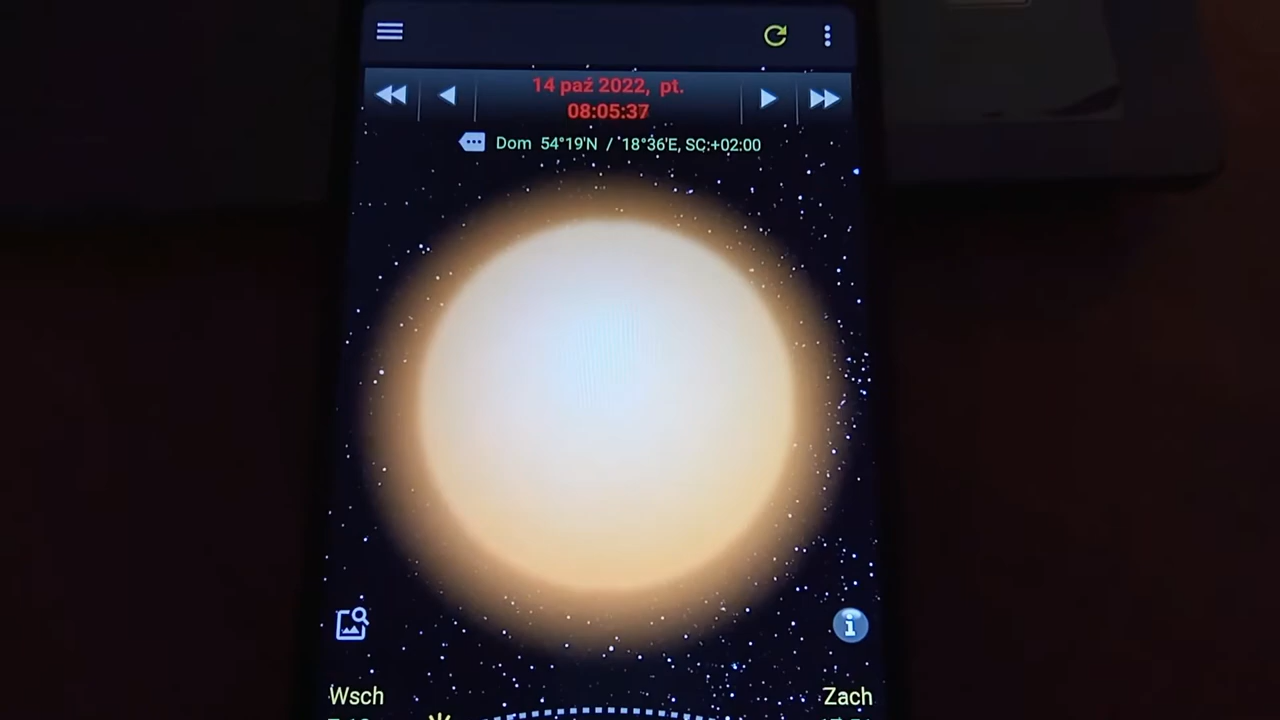 14 paź 2022, pt.
08:05:37
Dom 54°19'N / 18°36'E, SC:+02:00
Wsch
Zach